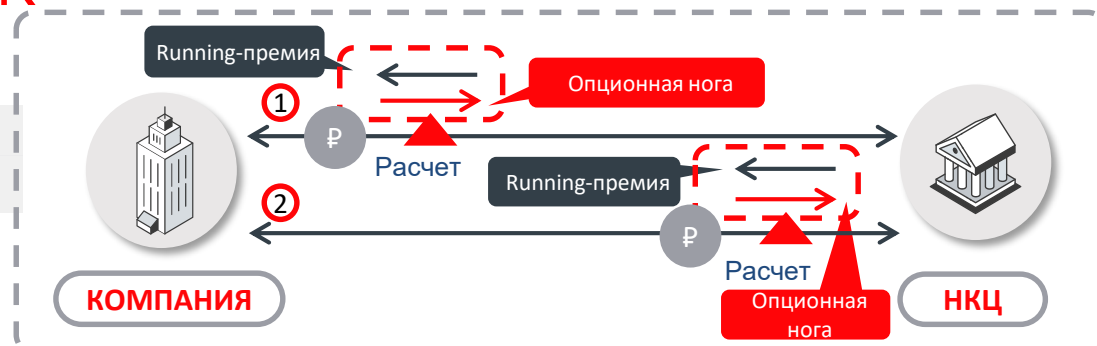 Running-премия
Опционная нога
1
₽
Расчет
Running-премия
2
₽
Расчет
КОМПАНИЯ
Опционная
нога
НКЦ